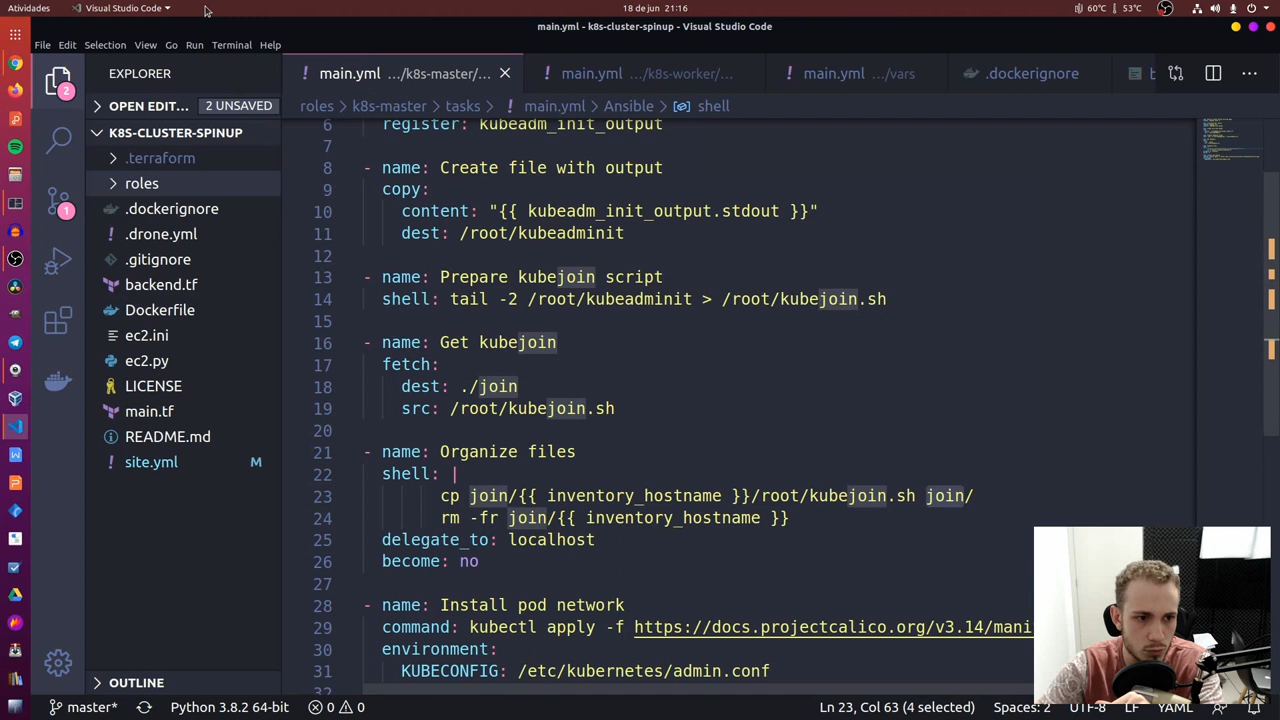 Atividades Visual Studio Code 18 de jun 21:16 60°C 53°C
main.yml - k8s-cluster-spinup - Visual Studio Code
File Edit Selection View Go Run Terminal Help
EXPLORER
main.yml .../k8s-master/... main.yml .../k8s-worker/... main.yml .../vars .dockerignore
2
OPEN EDIT... 2 UNSAVED
roles > k8s-master > tasks > main.yml > Ansible > shell
K8S-CLUSTER-SPINUP
.terraform
roles
.dockerignore
.drone.yml
.gitignore
backend.tf
Dockerfile
ec2.ini
ec2.py
LICENSE
main.tf
README.md
site.yml M
1
OUTLINE
6 register: kubeadm_init_output
7
8 - name: Create file with output
9 copy:
10 content: "{{ kubeadm_init_output.stdout }}"
11 dest: /root/kubeadminit
12
13 - name: Prepare kubejoin script
14 shell: tail -2 /root/kubeadminit > /root/kubejoin.sh
15
16 - name: Get kubejoin
17 fetch:
18 dest: ./join
19 src: /root/kubejoin.sh
20
21 - name: Organize files
22 shell: |
23 cp join/{{ inventory_hostname }}/root/kubejoin.sh join/
24 rm -fr join/{{ inventory_hostname }}
25 delegate_to: localhost
26 become: no
27
28 - name: Install pod network
29 command: kubectl apply -f https://docs.projectcalico.org/v3.14/mani
30 environment:
31 KUBECONFIG: /etc/kubernetes/admin.conf
32
master* Python 3.8.2 64-bit 0 0 Ln 23, Col 63 (4 selected) Spaces: 2 UTF-8 LF YAML